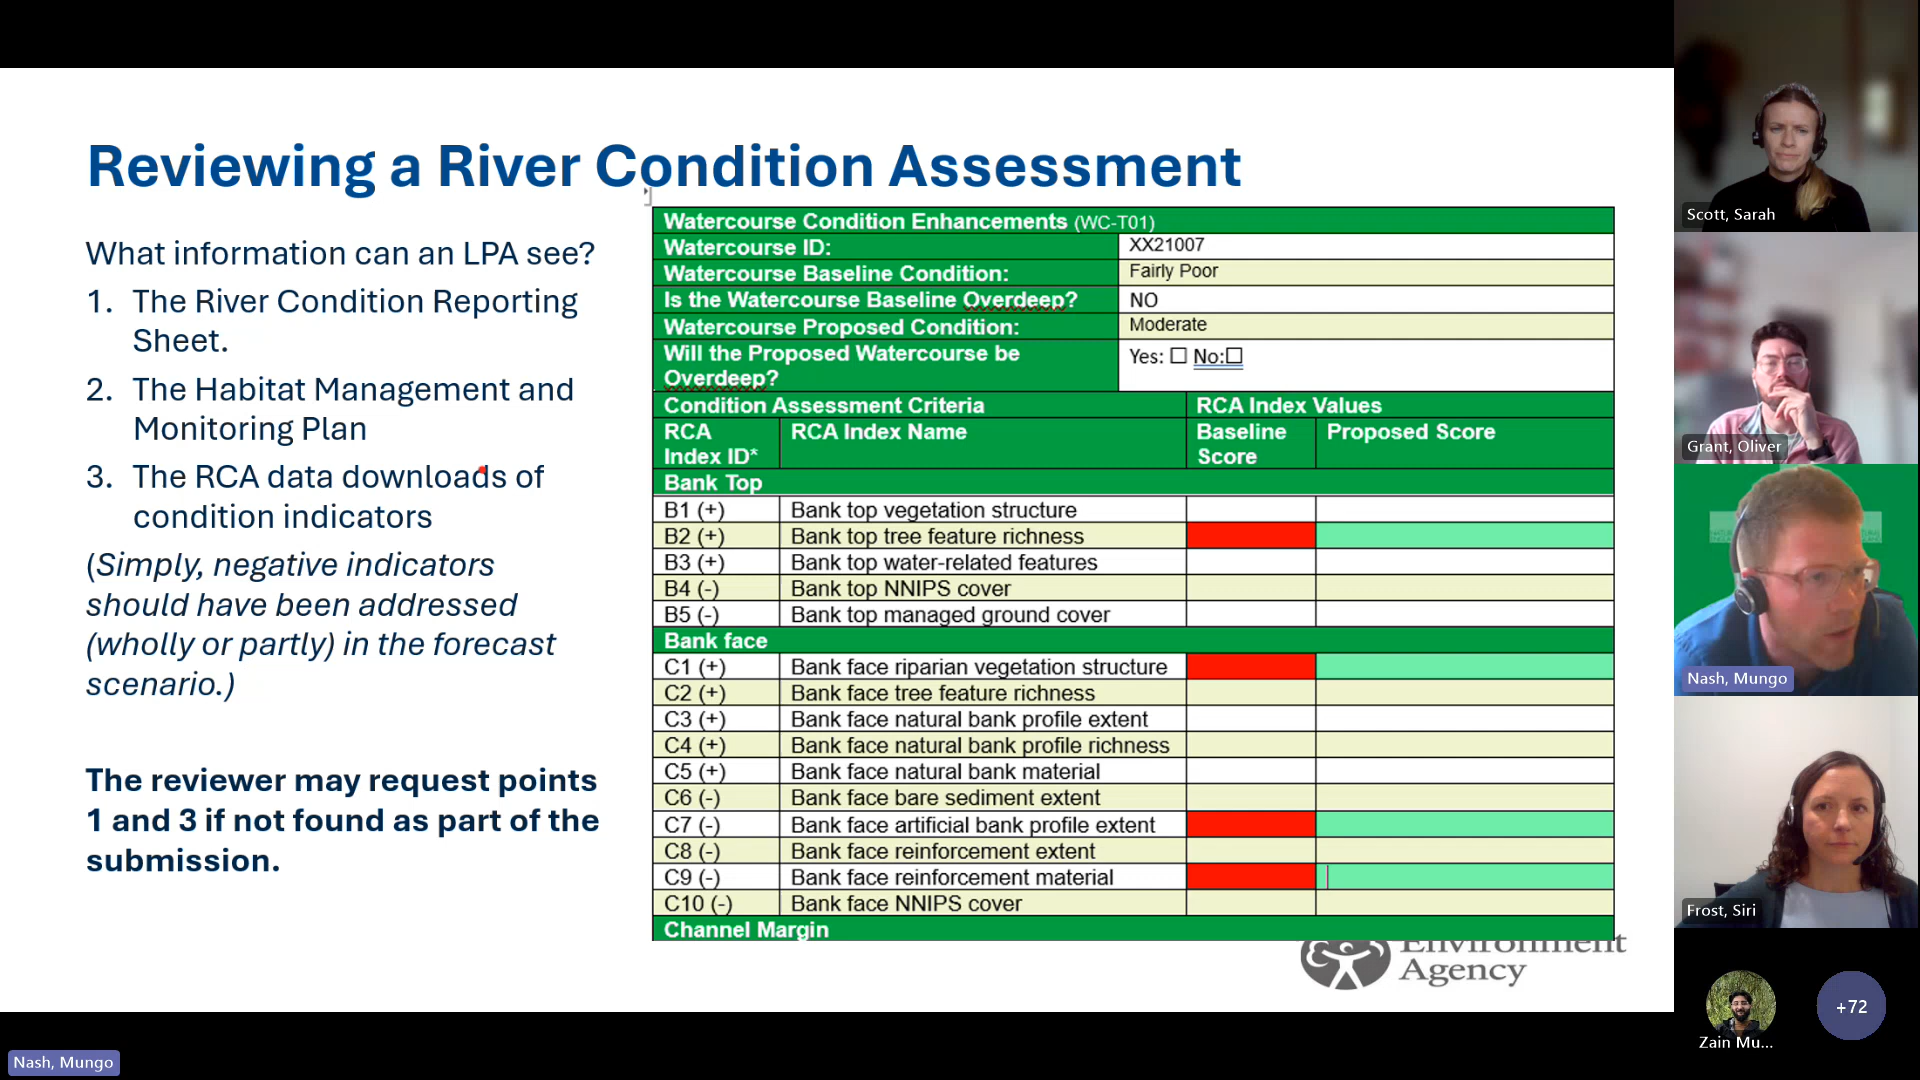 Reviewing a River Condition Assessment
What information can an LPA see?
1. The River Condition Reporting
Sheet.
2. The Habitat Management and
Monitoring Plan
3. The RCA data downloads of
condition indicators
(Simply, negative indicators
should have been addressed
(wholly or partly) in the forecast
scenario.)
The reviewer may request points
1 and 3 if not found as part of the
submission.
Watercourse Condition Enhancements (WC-T01)
Watercourse ID: XX21007
Watercourse Baseline Condition: Fairly Poor
Is the Watercourse Baseline Overdeep? NO
Watercourse Proposed Condition: Moderate
Will the Proposed Watercourse be
Overdeep?
Yes: ☐ No:☐
Condition Assessment Criteria RCA Index Values
RCA
Index ID*
RCA Index Name
Baseline
Score
Proposed Score
Bank Top
B1 (+) Bank top vegetation structure
B2 (+) Bank top tree feature richness
B3 (+) Bank top water-related features
B4 (-) Bank top NNIPS cover
B5 (-) Bank top managed ground cover
Bank face
C1 (+) Bank face riparian vegetation structure
C2 (+) Bank face tree feature richness
C3 (+) Bank face natural bank profile extent
C4 (+) Bank face natural bank profile richness
C5 (+) Bank face natural bank material
C6 (-) Bank face bare sediment extent
C7 (-) Bank face artificial bank profile extent
C8 (-) Bank face reinforcement extent
C9 (-) Bank face reinforcement material
C10 (-) Bank face NNIPS cover
Channel Margin
Environment
Agency
Scott, Sarah
Grant, Oliver
Nash, Mungo
Frost, Siri
Zain Mu...
+72
Nash, Mungo